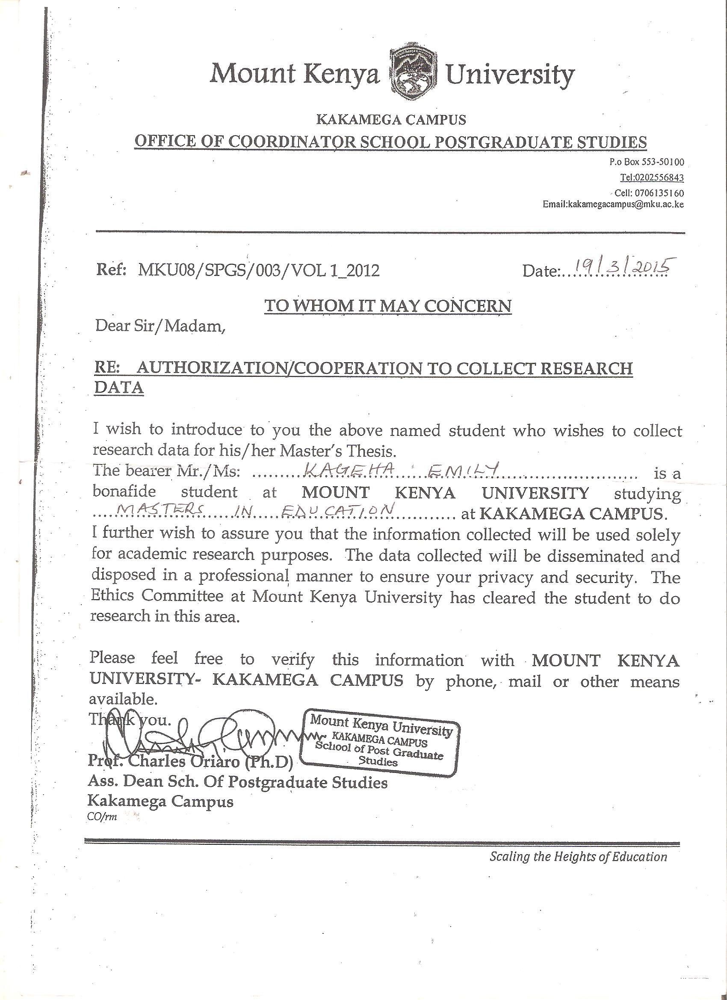 Mount Kenya University
KAKAMEGA CAMPUS
OFFICE OF COORDINATOR SCHOOL POSTGRADUATE STUDIES
P.o Box 553-50100
Tel:0202556843
Cell: 0706135160
Email:kakamegacampus@mku.ac.ke
Ref: MKU08/SPGS/003/VOL 1_2012 Date:...19/3/2015
TO WHOM IT MAY CONCERN
Dear Sir/Madam,
RE: AUTHORIZATION/COOPERATION TO COLLECT RESEARCH
DATA
I wish to introduce to you the above named student who wishes to collect
research data for his/her Master's Thesis.
The bearer Mr./Ms: .........KAGEHA EMILY.............................. is a
bonafide student at MOUNT KENYA UNIVERSITY studying
....MASTERS IN EDUCATION............ at KAKAMEGA CAMPUS.
I further wish to assure you that the information collected will be used solely
for academic research purposes. The data collected will be disseminated and
disposed in a professional manner to ensure your privacy and security. The
Ethics Committee at Mount Kenya University has cleared the student to do
research in this area.
Please feel free to verify this information with MOUNT KENYA
UNIVERSITY- KAKAMEGA CAMPUS by phone, mail or other means
available.
Thank you.
Mount Kenya University
KAKAMEGA CAMPUS
School of Post Graduate
Studies
Prof. Charles Oriaro (Ph.D)
Ass. Dean Sch. Of Postgraduate Studies
Kakamega Campus
CO/rm
Scaling the Heights of Education